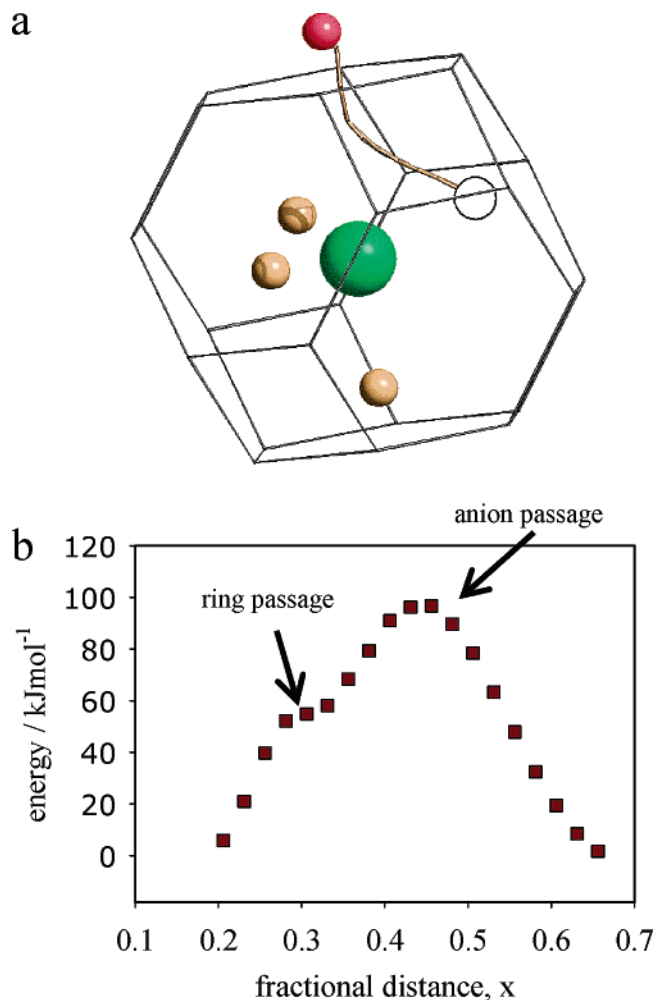 a
b
anion passage
ring passage
120
100
80
60
40
20
0
energy / kJmol⁻¹
0.1 0.2 0.3 0.4 0.5 0.6 0.7
fractional distance, x